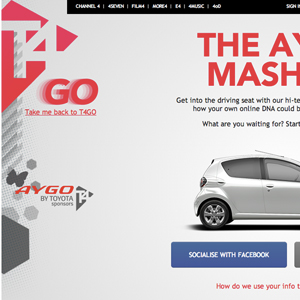 CHANNEL 4 | 4SEVEN | FILM4 | MORE4 | E4 | 4MUSIC | 4oD
SIGN I
T4
GO
Take me back to T4GO
THE AY
MASH
Get into the driving seat with our hi-te
how your own online DNA could b
What are you waiting for? Start
AYGO
BY TOYOTA
sponsors
T4
SOCIALISE WITH FACEBOOK
How do we use your info t